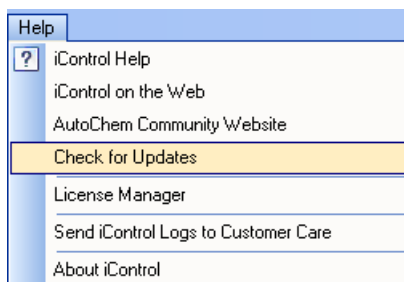 Help
? iControl Help
iControl on the Web
AutoChem Community Website
Check for Updates
License Manager
Send iControl Logs to Customer Care
About iControl